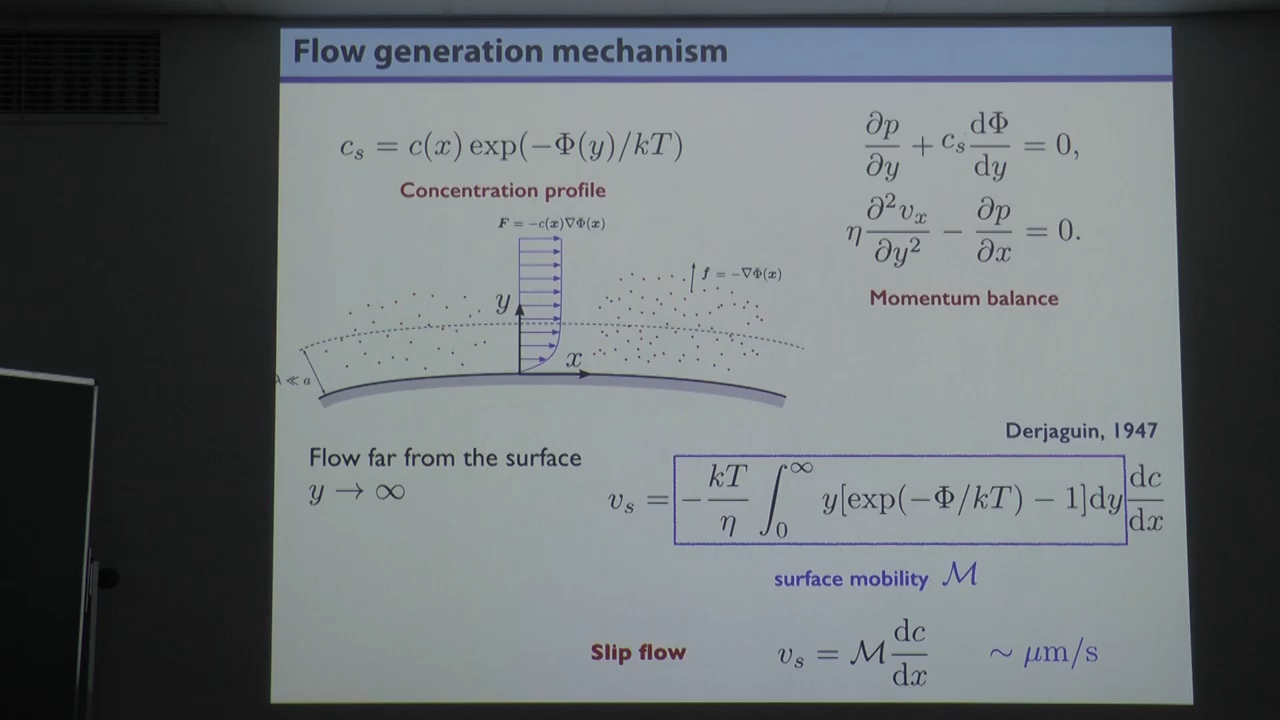 Flow generation mechanism
c_s = c(x) exp(−Φ(y)/kT)
Concentration profile
∂p/∂y + c_s dΦ/dy = 0,
η ∂²v_x/∂y² − ∂p/∂x = 0.
Momentum balance
F = −c(x)∇Φ(x)
f = −∇Φ(x)
y
x
λ ≪ a
Derjaguin, 1947
Flow far from the surface
y → ∞
v_s = −kT/η ∫₀^∞ y[exp(−Φ/kT) − 1]dy dc/dx
surface mobility ℳ
Slip flow
v_s = ℳ dc/dx ∼ μm/s